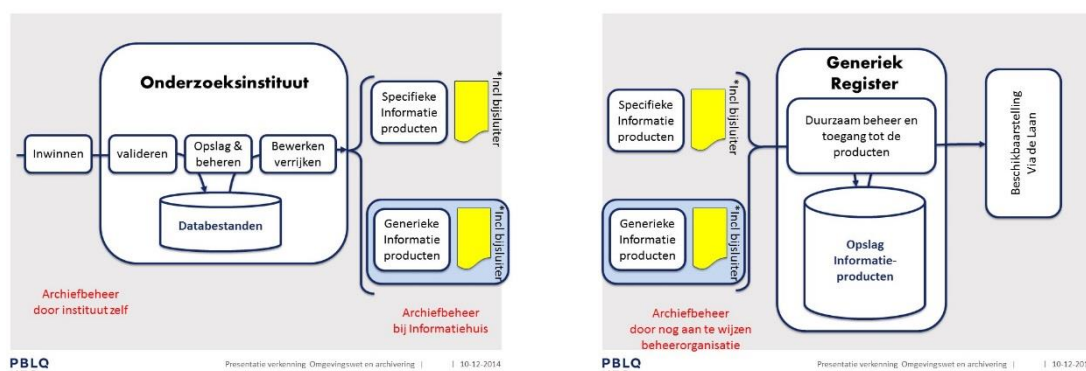 Onderzoeksinstituut
Inwinnen
valideren
Opslag &
beheren
Bewerken
verrijken
Databestanden
Specifieke
Informatie
producten
*Incl bijsluiter
Generieke
Informatie
producten
*Incl bijsluiter
Archiefbeheer
door instituut zelf
Archiefbeheer
bij Informatiehuis
PBLQ
Presentatie verkenning Omgevingswet en archivering | | 10-12-2014
Generiek
Register
Specifieke
Informatie
producten
*Incl bijsluiter
Duurzaam beheer en
toegang tot de
producten
Beschikbaarstelling
Via de Laan
Generieke
Informatie
producten
*Incl bijsluiter
Opslag
Informatie-
producten
Archiefbeheer
door nog aan te wijzen
beheerorganisatie
PBLQ
Presentatie verkenning Omgevingswet en archivering | | 10-12-201